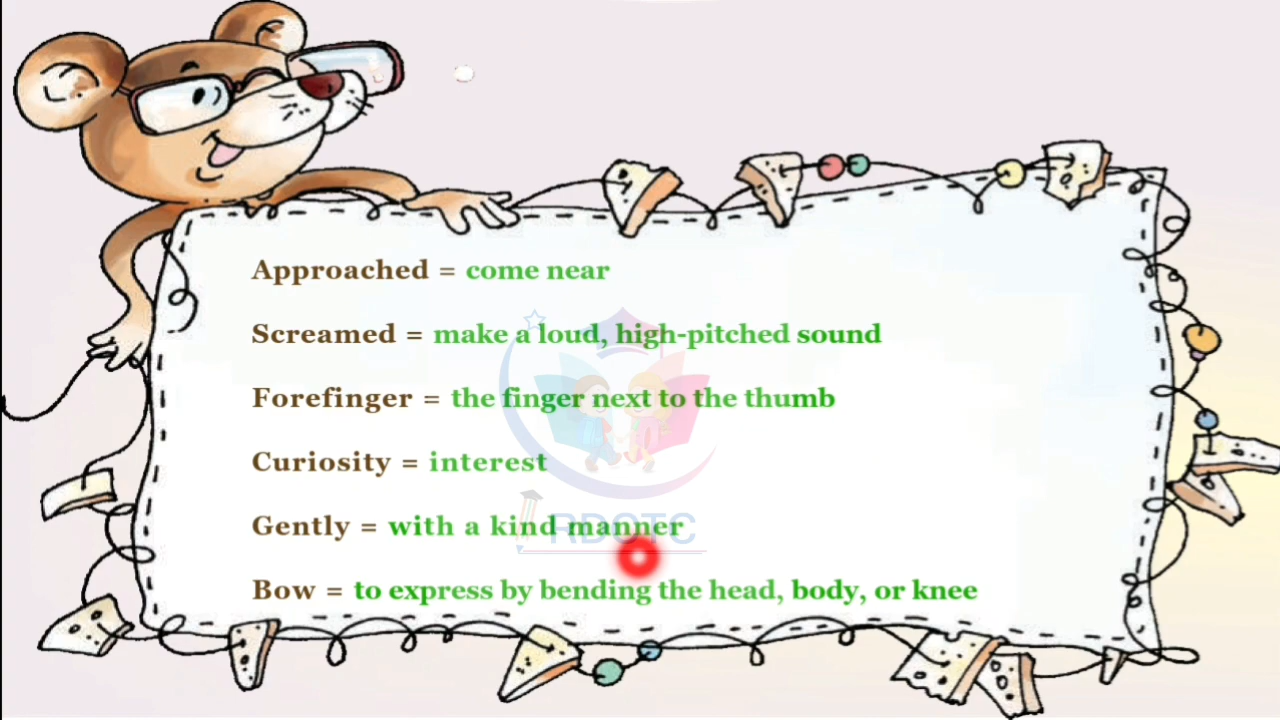 Approached = come near
Screamed = make a loud, high-pitched sound
Forefinger = the finger next to the thumb
Curiosity = interest
Gently = with a kind manner
RDOTC
Bow = to express by bending the head, body, or knee